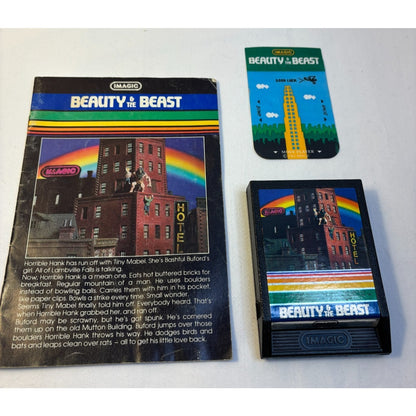 IMAGIC
BEAUTY & THE BEAST
IMAGIC
HOTEL
Horrible Hank has run off with Tiny Mabel. She's Bashful Buford's
girl. All of Lambville Falls is talking.
Now, Horrible Hank is a mean one. Eats hot buttered bricks for
breakfast. Regular mountain of a man. He uses boulders
instead of bowling balls. Carries them with him in his pocket,
like paper clips. Bowls a strike every time. Small wonder.
Seems Tiny Mabel finally told him off. Everybody heard. That's
when Horrible Hank grabbed her, and ran off.
Buford may be scrawny, but he's got spunk. He's cornered
them up on the old Mutton Building. Buford jumps over those
boulders Horrible Hank throws his way. He dodges birds and
bats and leaps clean over rats – all to get his little love back.
IMAGIC
BEAUTY & THE BEAST
GOOD LUCK
IMAGIC
HOTEL
BEAUTY & THE BEAST
IMAGIC